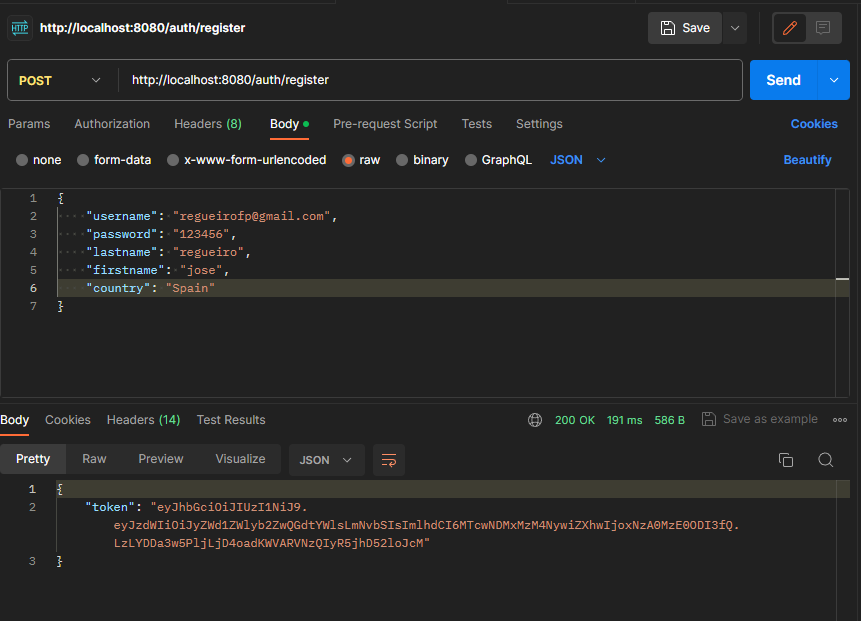 HTTP http://localhost:8080/auth/register Save
POST http://localhost:8080/auth/register Send
Params Authorization Headers (8) Body Pre-request Script Tests Settings Cookies
none form-data x-www-form-urlencoded raw binary GraphQL JSON Beautify
1 {
2 "username": "regueirofp@gmail.com",
3 "password": "123456",
4 "lastname": "regueiro",
5 "firstname": "jose",
6 "country": "Spain"
7 }
Body Cookies Headers (14) Test Results 200 OK 191 ms 586 B Save as example
Pretty Raw Preview Visualize JSON
1 {
2 "token": "eyJhbGciOiJIUzI1NiJ9.
eyJzdWIiOiJyZWd1ZWlyb2ZwQGdtYWlsLmNvbSIsImlhdCI6MTcwNDMxMzM4NywiZXhwIjoxNzA0MzE0ODI3fQ.
LzLYDDa3w5PljLjD4oadKWVARVNzQIyR5jhD52loJcM"
3 }